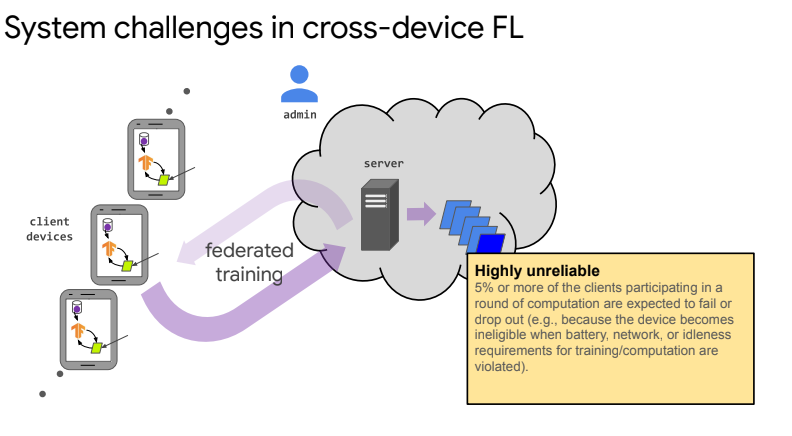 System challenges in cross-device FL
admin
server
client
devices
federated
training
Highly unreliable
5% or more of the clients participating in a
round of computation are expected to fail or
drop out (e.g., because the device becomes
ineligible when battery, network, or idleness
requirements for training/computation are
violated).